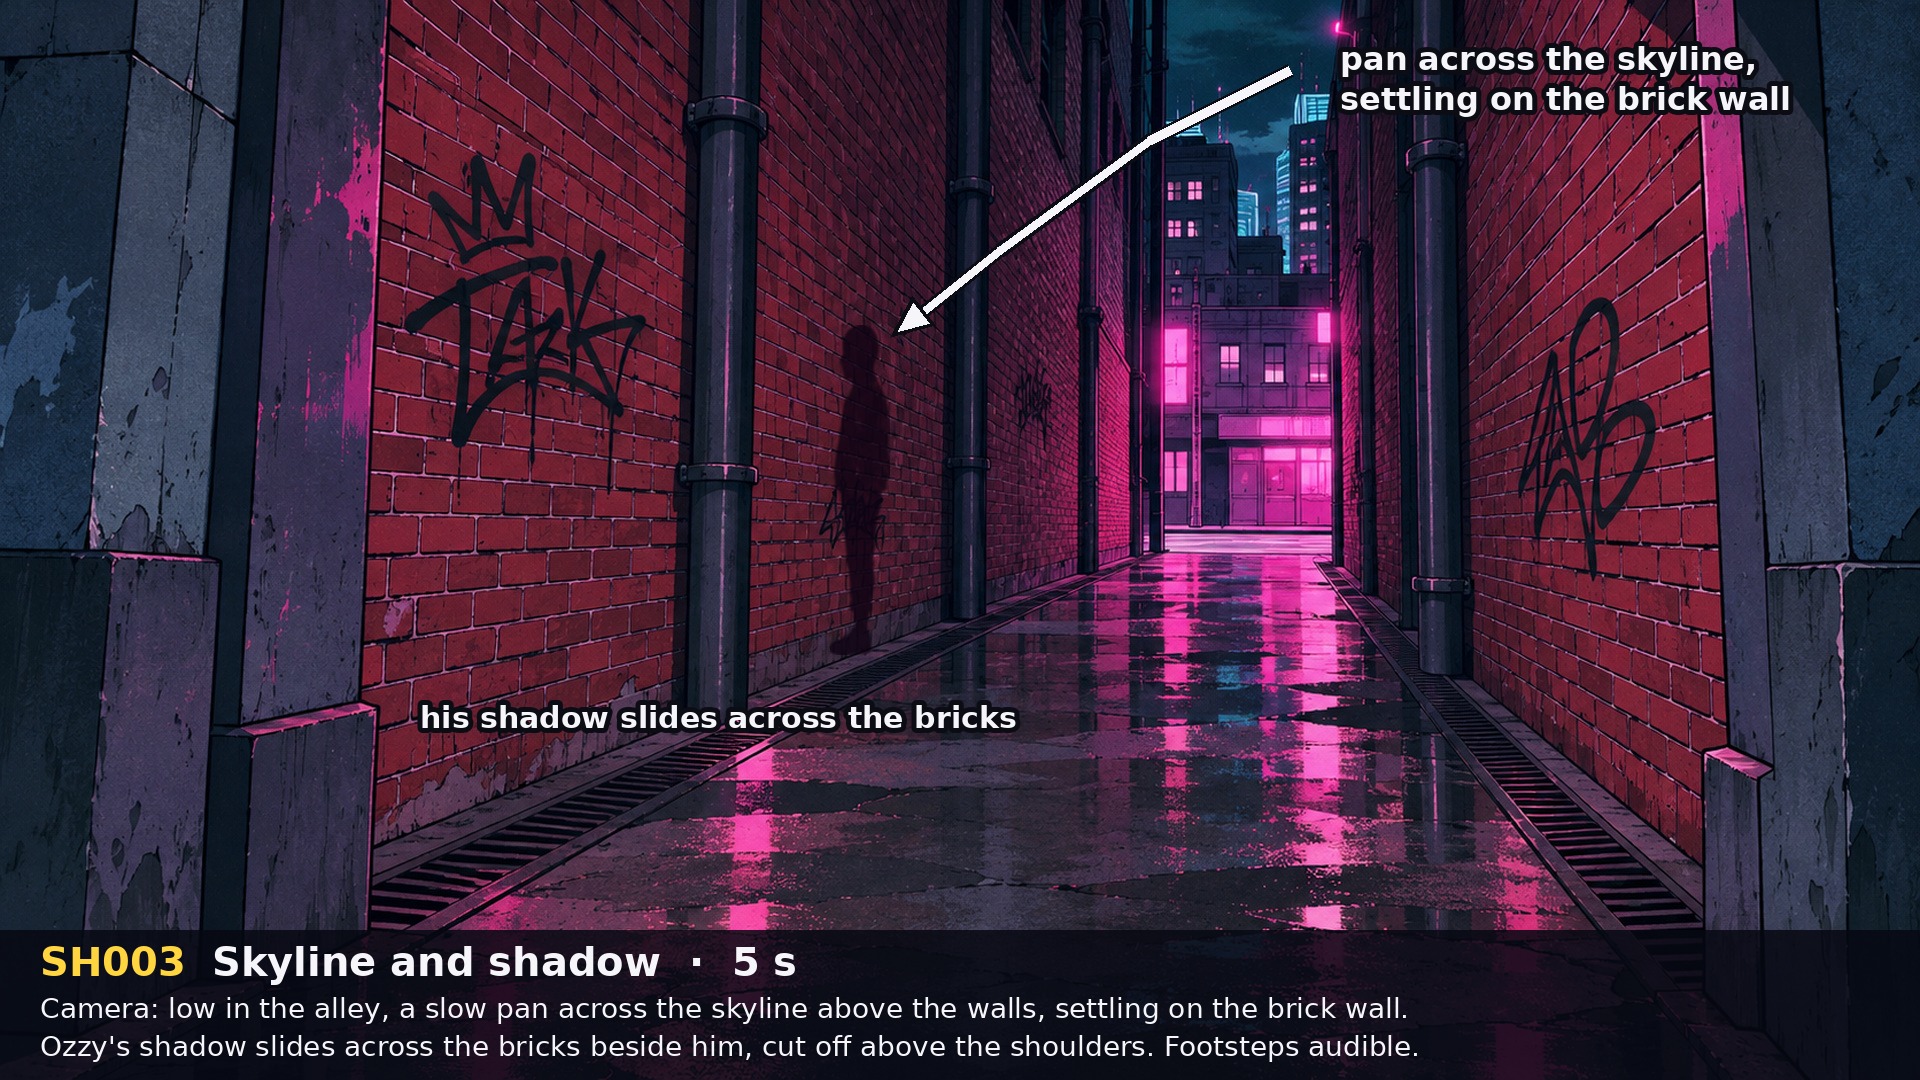 pan across the skyline,
settling on the brick wall
his shadow slides across the bricks
SH003 Skyline and shadow · 5 s
Camera: low in the alley, a slow pan across the skyline above the walls, settling on the brick wall.
Ozzy's shadow slides across the bricks beside him, cut off above the shoulders. Footsteps audible.